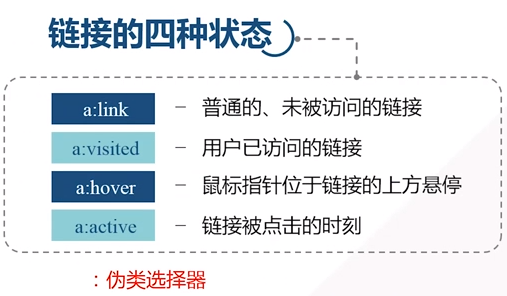 链接的四种状态
a:link – 普通的、未被访问的链接
a:visited – 用户已访问的链接
a:hover – 鼠标指针位于链接的上方悬停
a:active – 链接被点击的时刻
：伪类选择器